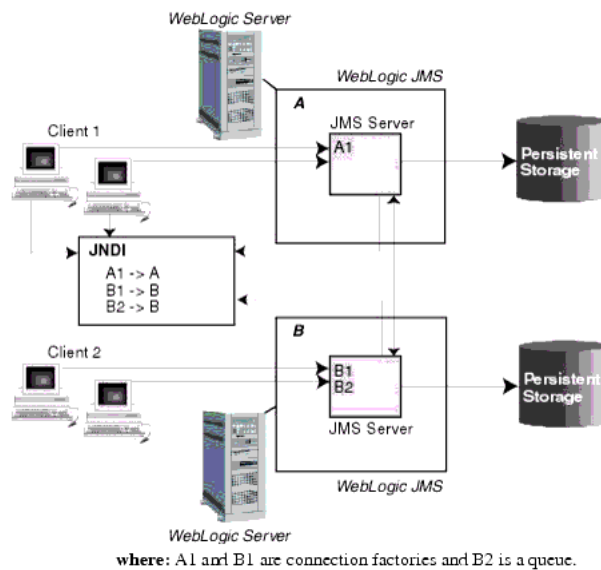 WebLogic Server
WebLogic JMS
A
JMS Server
Client 1
A1
Persistent
Storage
JNDI
A1 -> A
B1 -> B
B2 -> B
B
Client 2
B1
B2
Persistent
Storage
JMS Server
WebLogic JMS
WebLogic Server
where: A1 and B1 are connection factories and B2 is a queue.